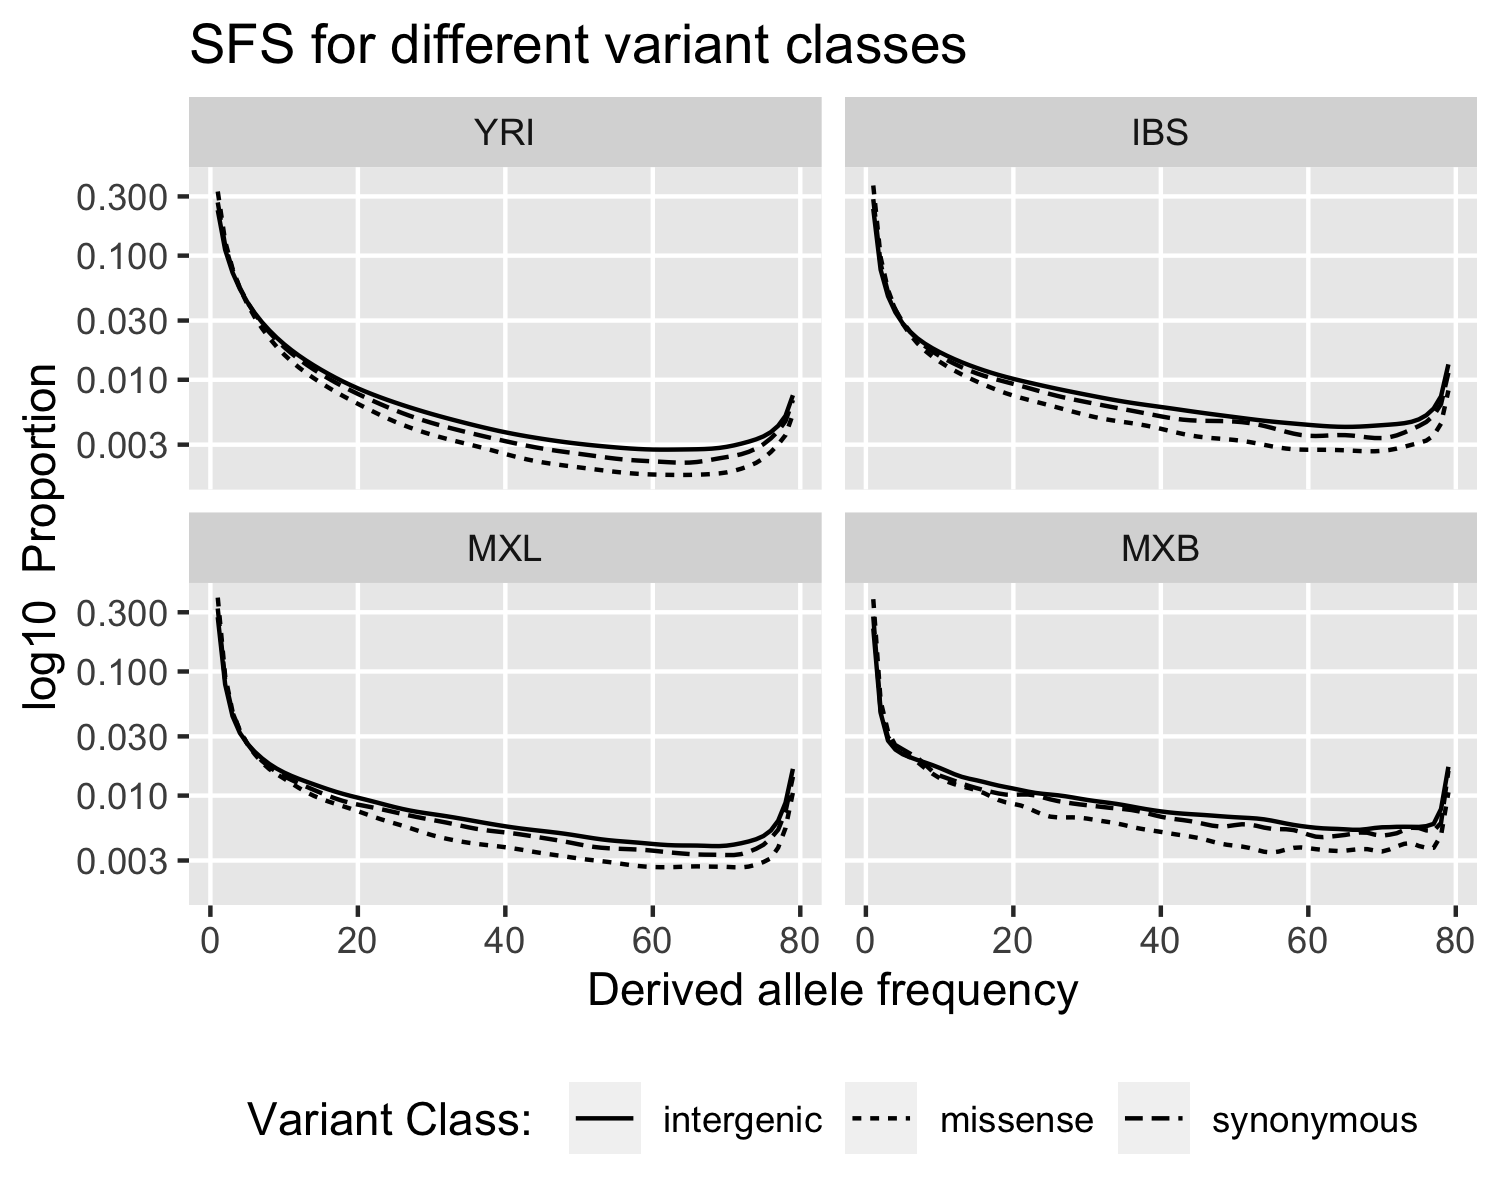 SFS for different variant classes
YRI
IBS
0.300
0.100
0.030
0.010
0.003
MXL
MXB
0.300
0.100
0.030
0.010
0.003
log10 Proportion
0 20 40 60 80
0 20 40 60 80
Derived allele frequency
Variant Class: intergenic missense synonymous